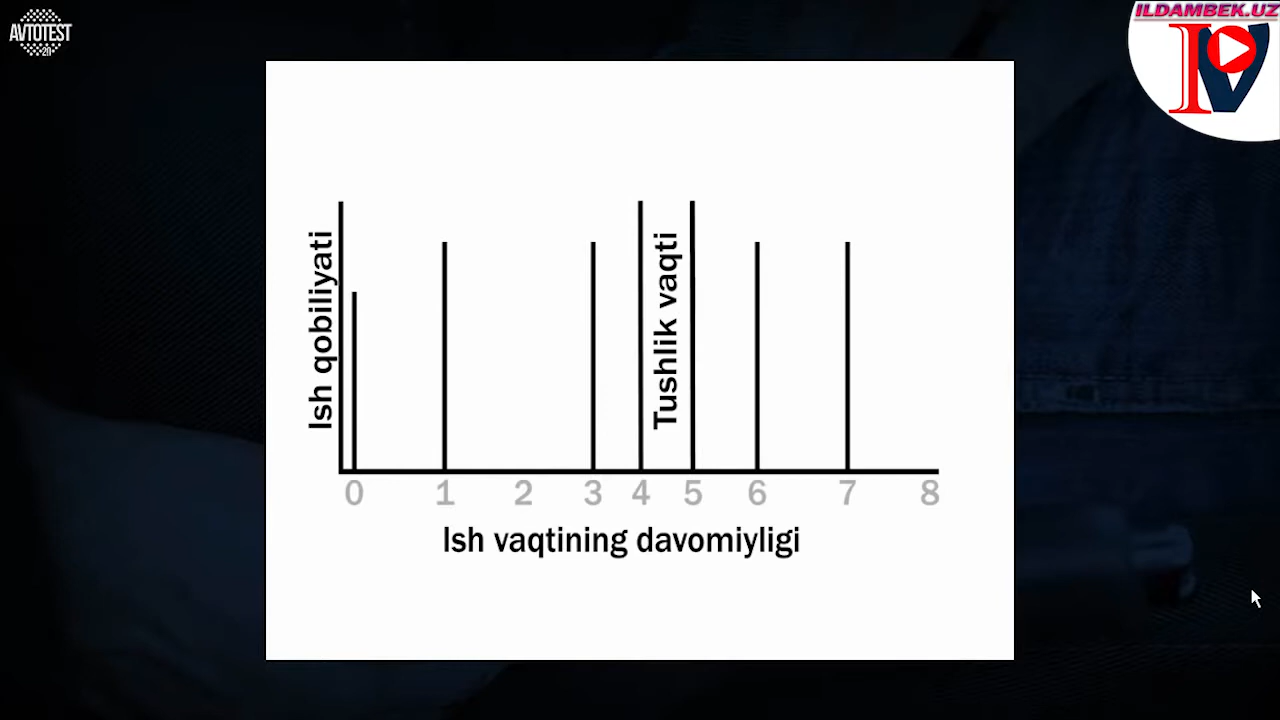 AVTOTEST
ILDAMBEK.UZ
IV
Ish qobiliyati
Tushlik vaqti
0 1 2 3 4 5 6 7 8
Ish vaqtining davomiyligi